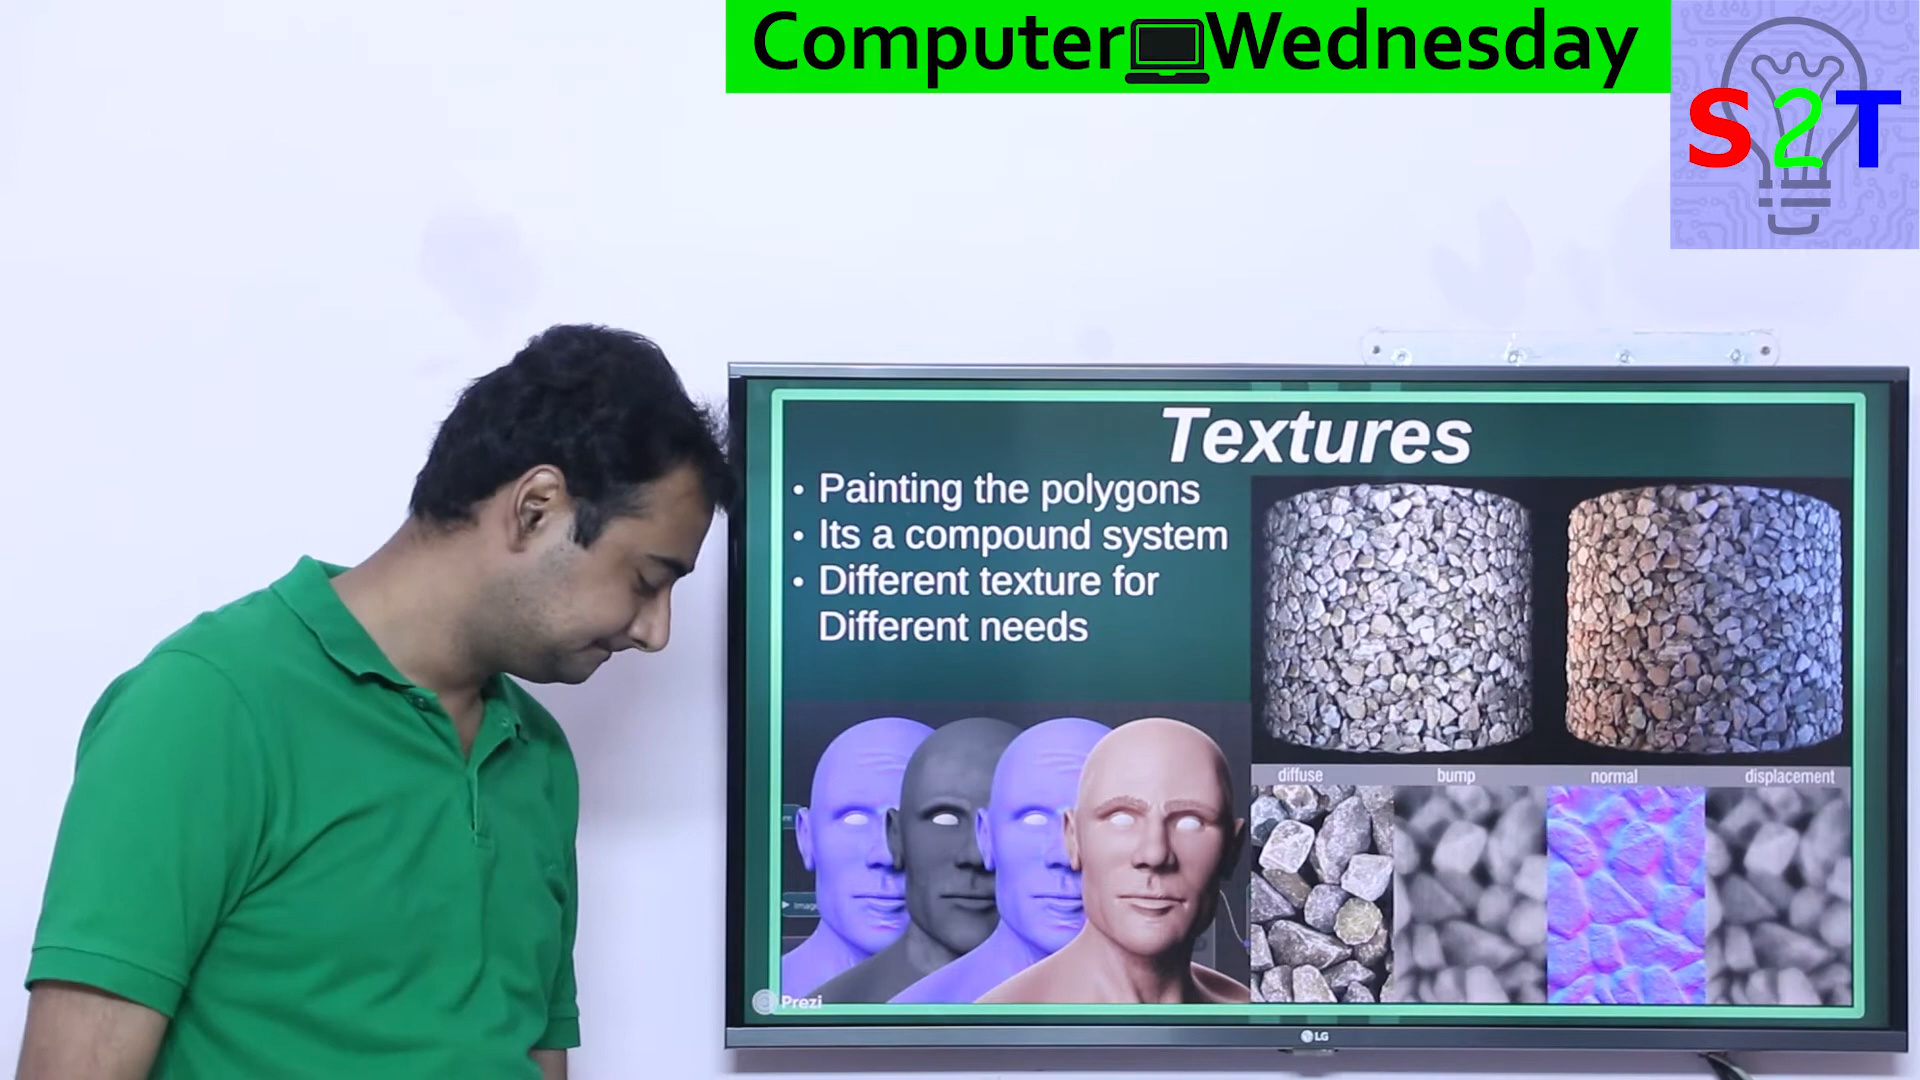 Computer Wednesday
S2T
Textures
• Painting the polygons
• Its a compound system
• Different texture for
Different needs
diffuse bump normal displacement
Prezi
LG